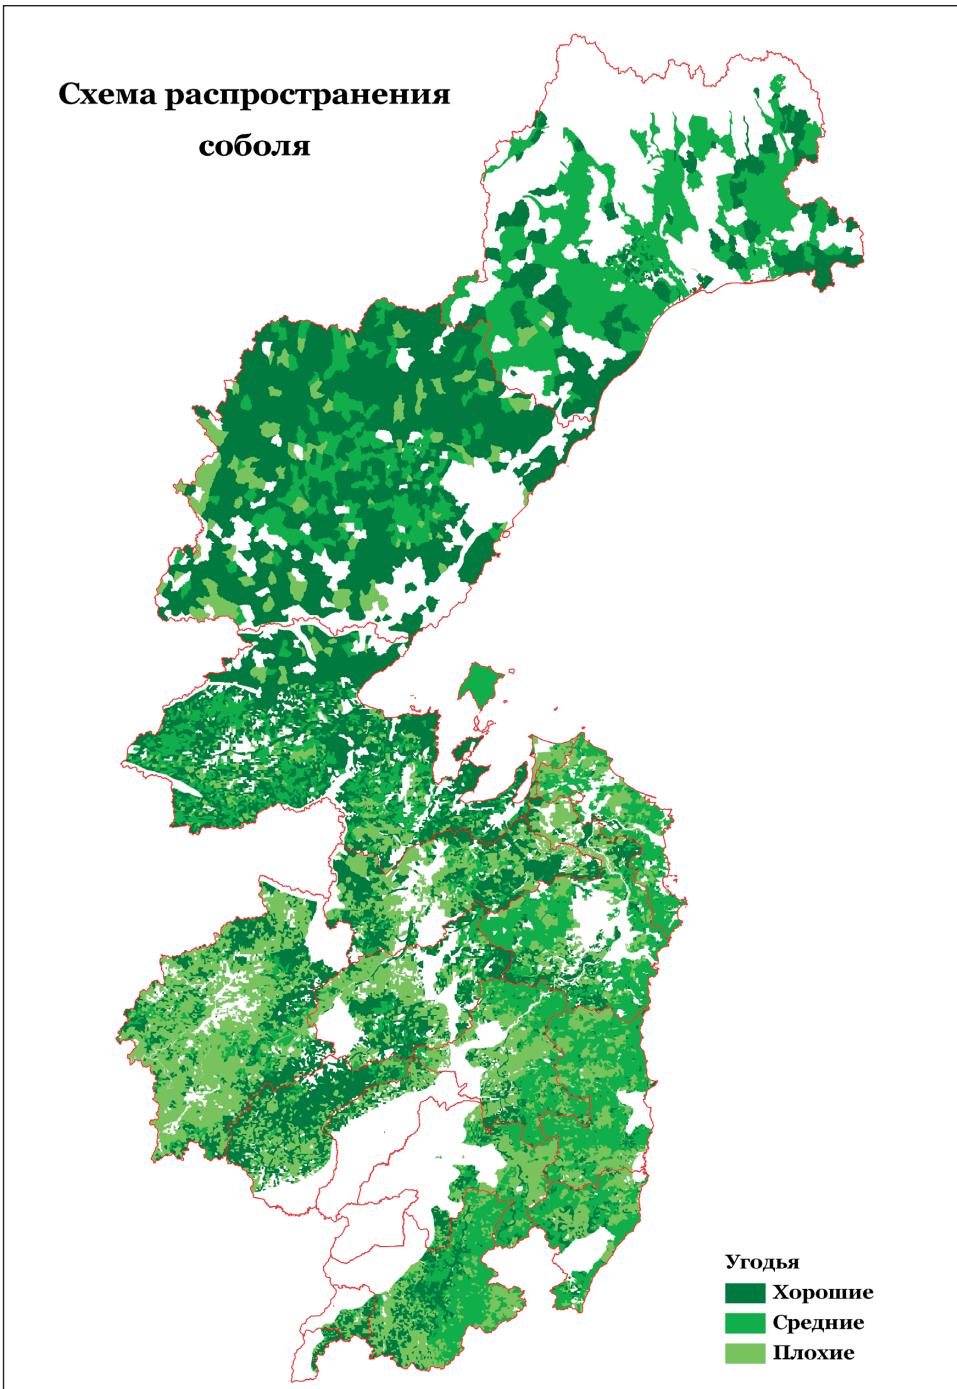 Схема распространения
соболя
Угодья
Хорошие
Средние
Плохие